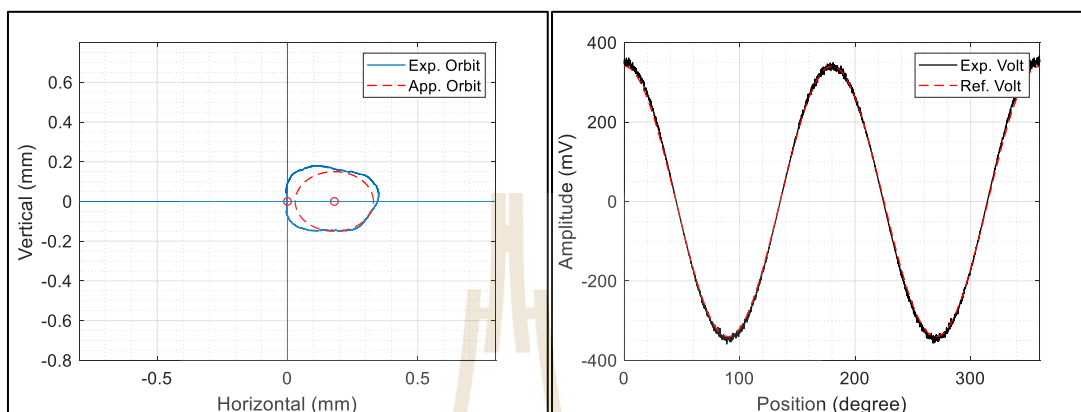 Exp. Orbit
App. Orbit
0.6
0.4
0.2
0
-0.2
-0.4
-0.6
-0.8
-0.5
0
0.5
Vertical (mm)
Horizontal (mm)
Exp. Volt
Ref. Volt
400
200
0
-200
-400
0
100
200
300
Amplitude (mV)
Position (degree)